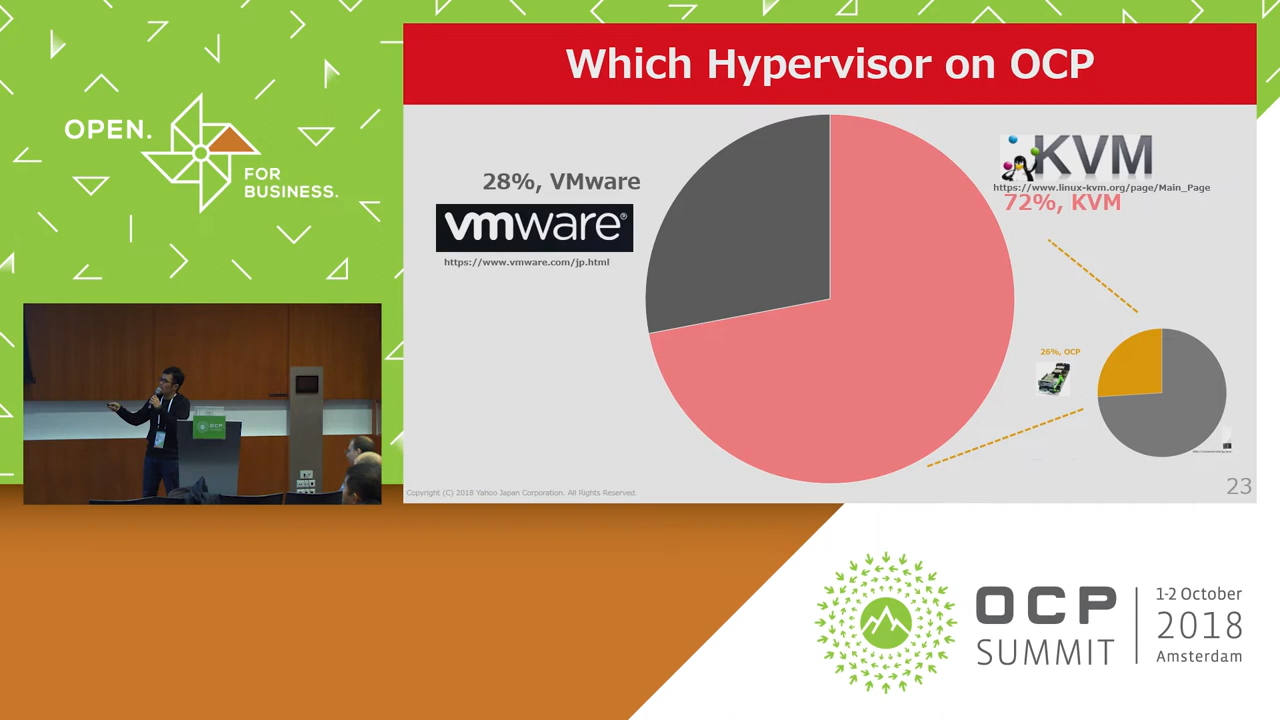 OPEN.
FOR
BUSINESS.
Which Hypervisor on OCP
28%, VMware
vmware®
https://www.vmware.com/jp.html
KVM
https://www.linux-kvm.org/page/Main_Page
72%, KVM
26%, OCP
Copyright (C) 2018 Yahoo Japan Corporation. All Rights Reserved.
23
OCP
OCP
SUMMIT
1-2 October
2018
Amsterdam